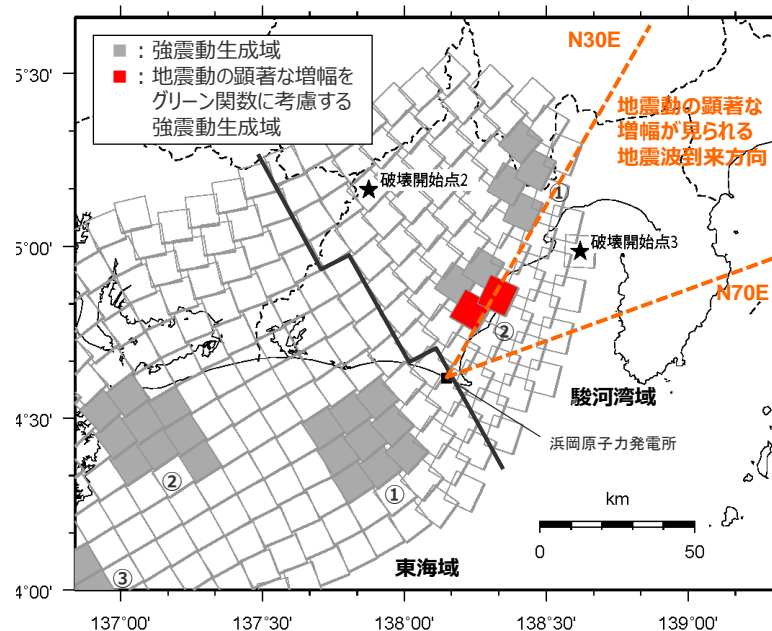 ■：強震動生成域
■：地震動の顕著な増幅を
グリーン関数に考慮する
強震動生成域
N30E
地震動の顕著な
増幅が見られる
地震波到来方向
①
破壊開始点2
破壊開始点3
N70E
②
駿河湾域
浜岡原子力発電所
②
①
③
東海域
km
0
50
5°30'
5°00'
4°30'
4°00'
137°00'
137°30'
138°00'
138°30'
139°00'